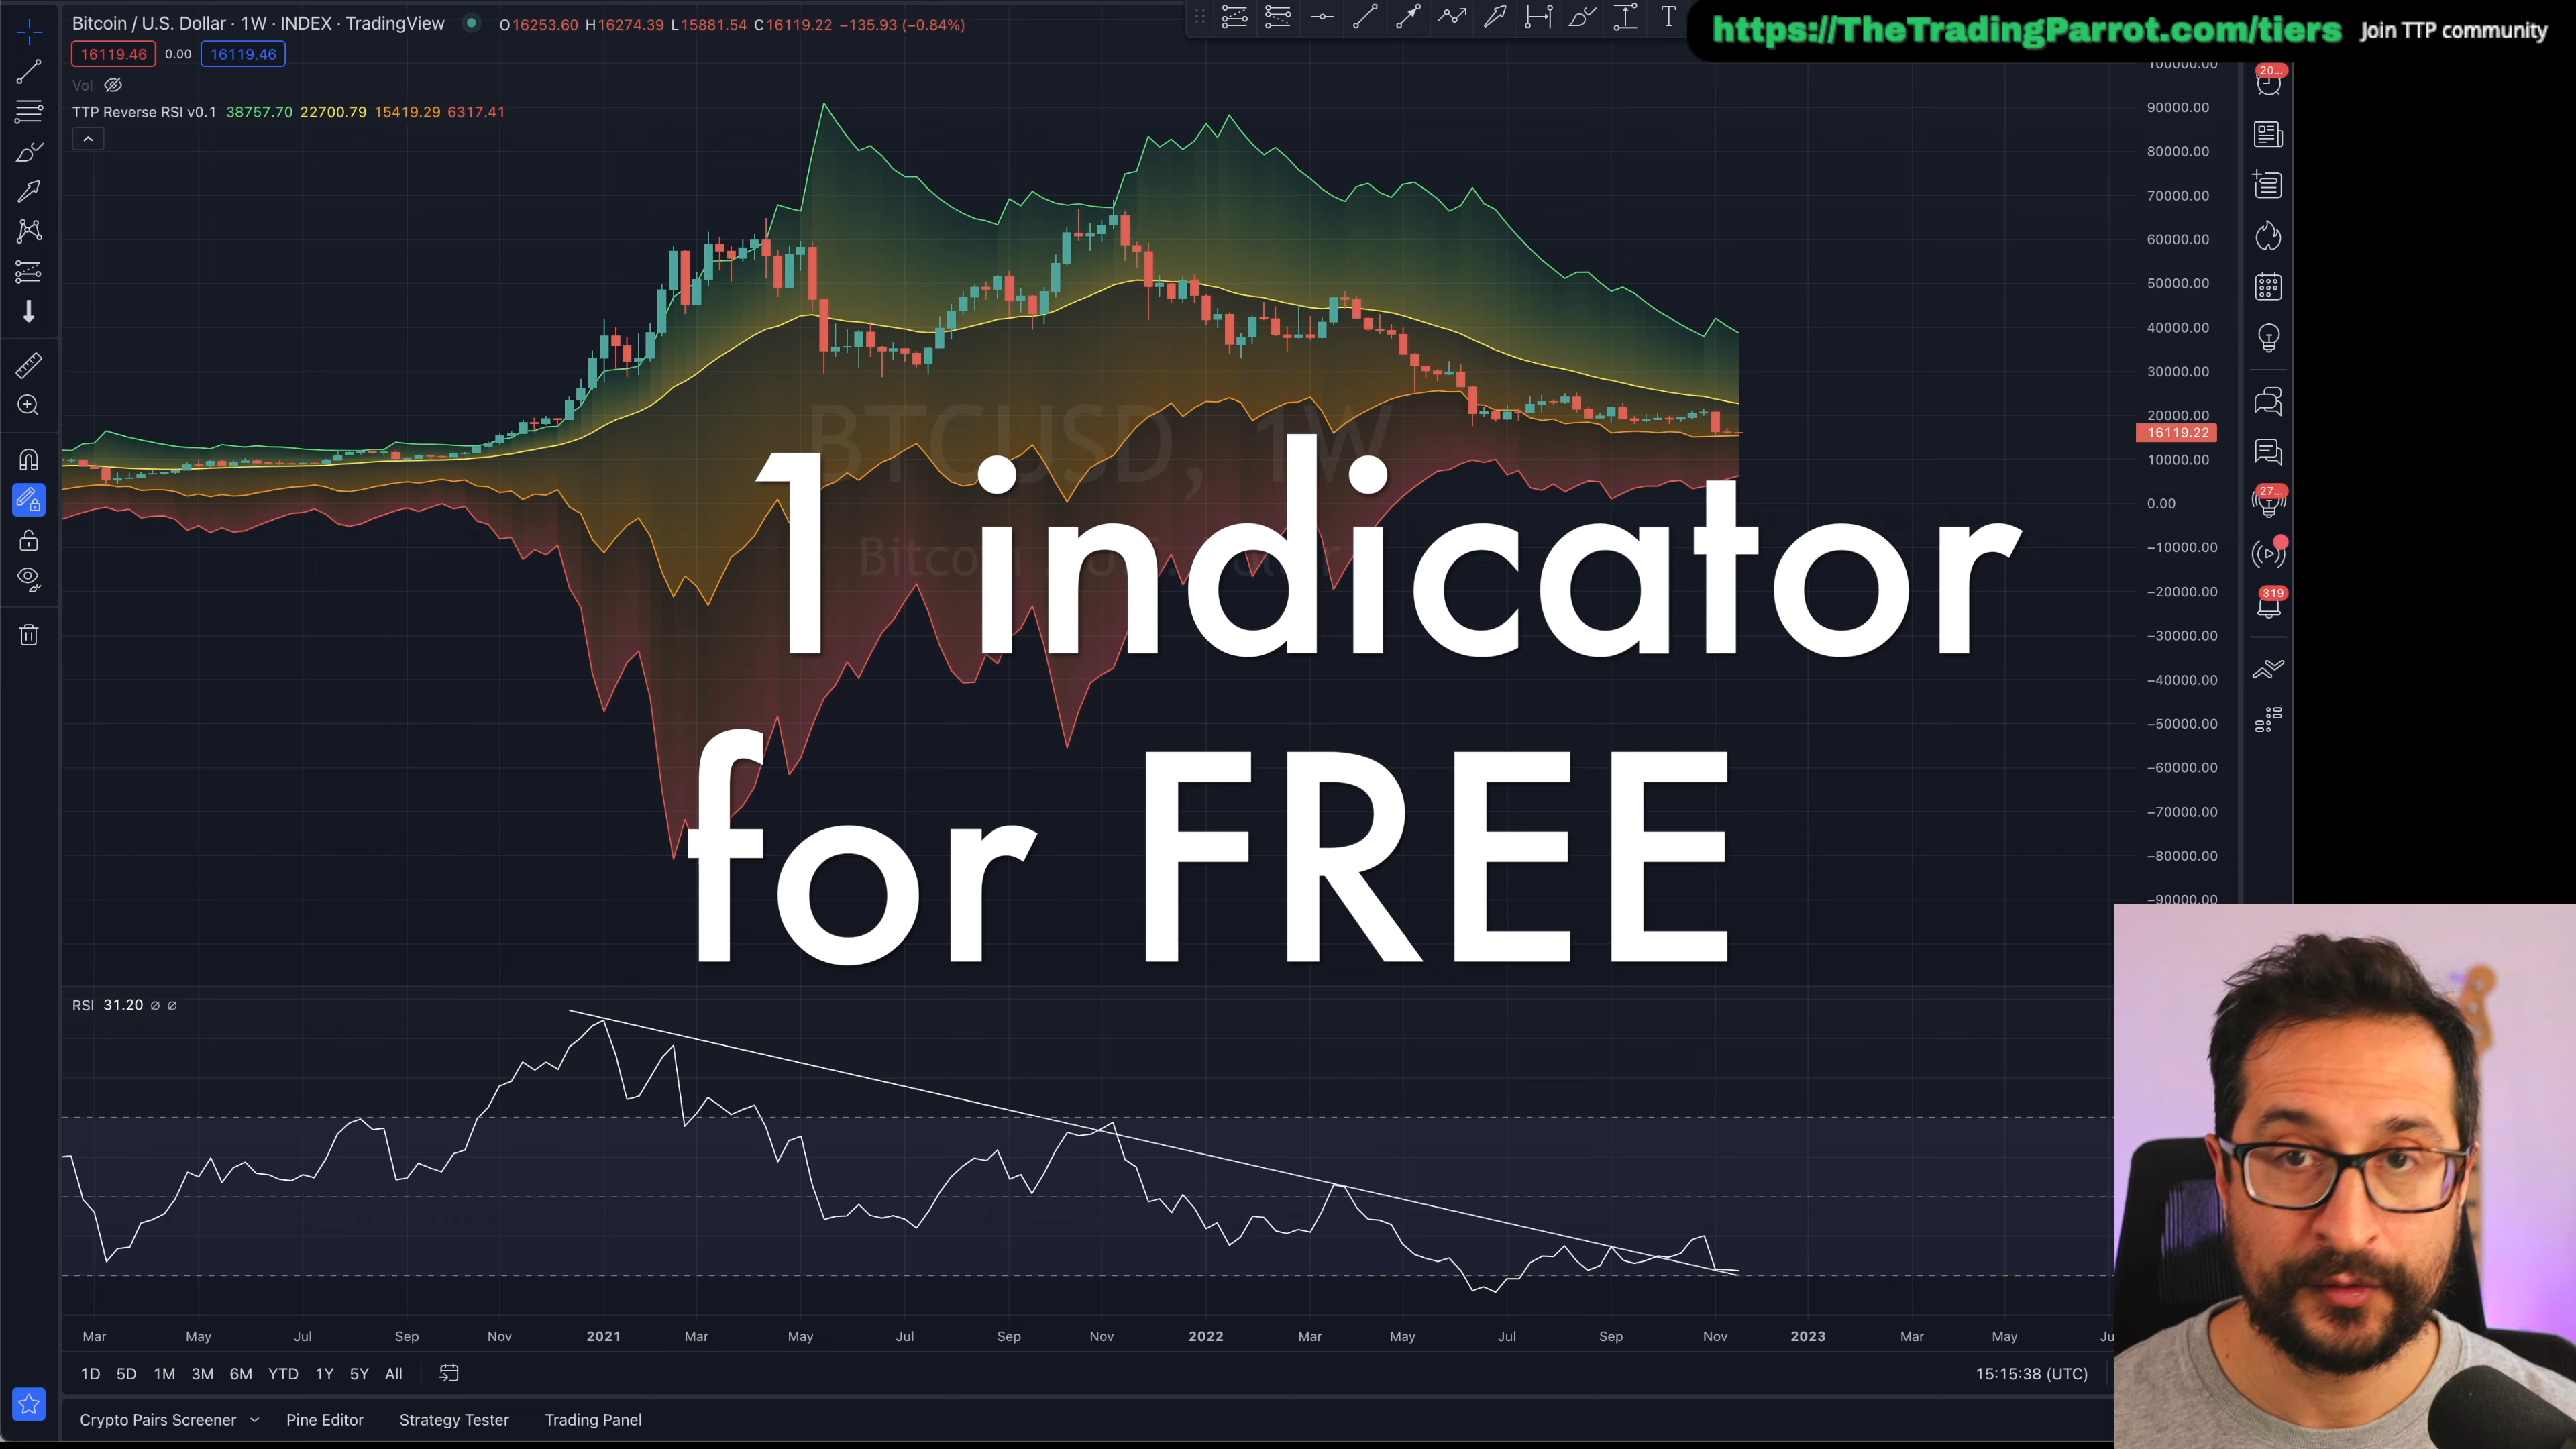 Bitcoin / U.S. Dollar · 1W · INDEX · TradingView O16253.60 H16274.39 L15881.54 C16119.22 −135.93 (−0.84%)
https://TheTradingParrot.com/tiers Join TTP community
16119.46 0.00 16119.46
Vol
TTP Reverse RSI v0.1 38757.70 22700.79 15419.29 6317.41
100000.00
90000.00
80000.00
70000.00
60000.00
50000.00
40000.00
30000.00
20000.00
16119.22
10000.00
0.00
−10000.00
−20000.00
−30000.00
−40000.00
−50000.00
−60000.00
−70000.00
−80000.00
−90000.00
20...
27...
319
BTCUSD, 1W
1 indicator
for FREE
RSI 31.20 ∅ ∅
Mar May Jul Sep Nov 2021 Mar May Jul Sep Nov 2022 Mar May Jul Sep Nov 2023 Mar May Ju
1D 5D 1M 3M 6M YTD 1Y 5Y All 15:15:38 (UTC)
Crypto Pairs Screener Pine Editor Strategy Tester Trading Panel